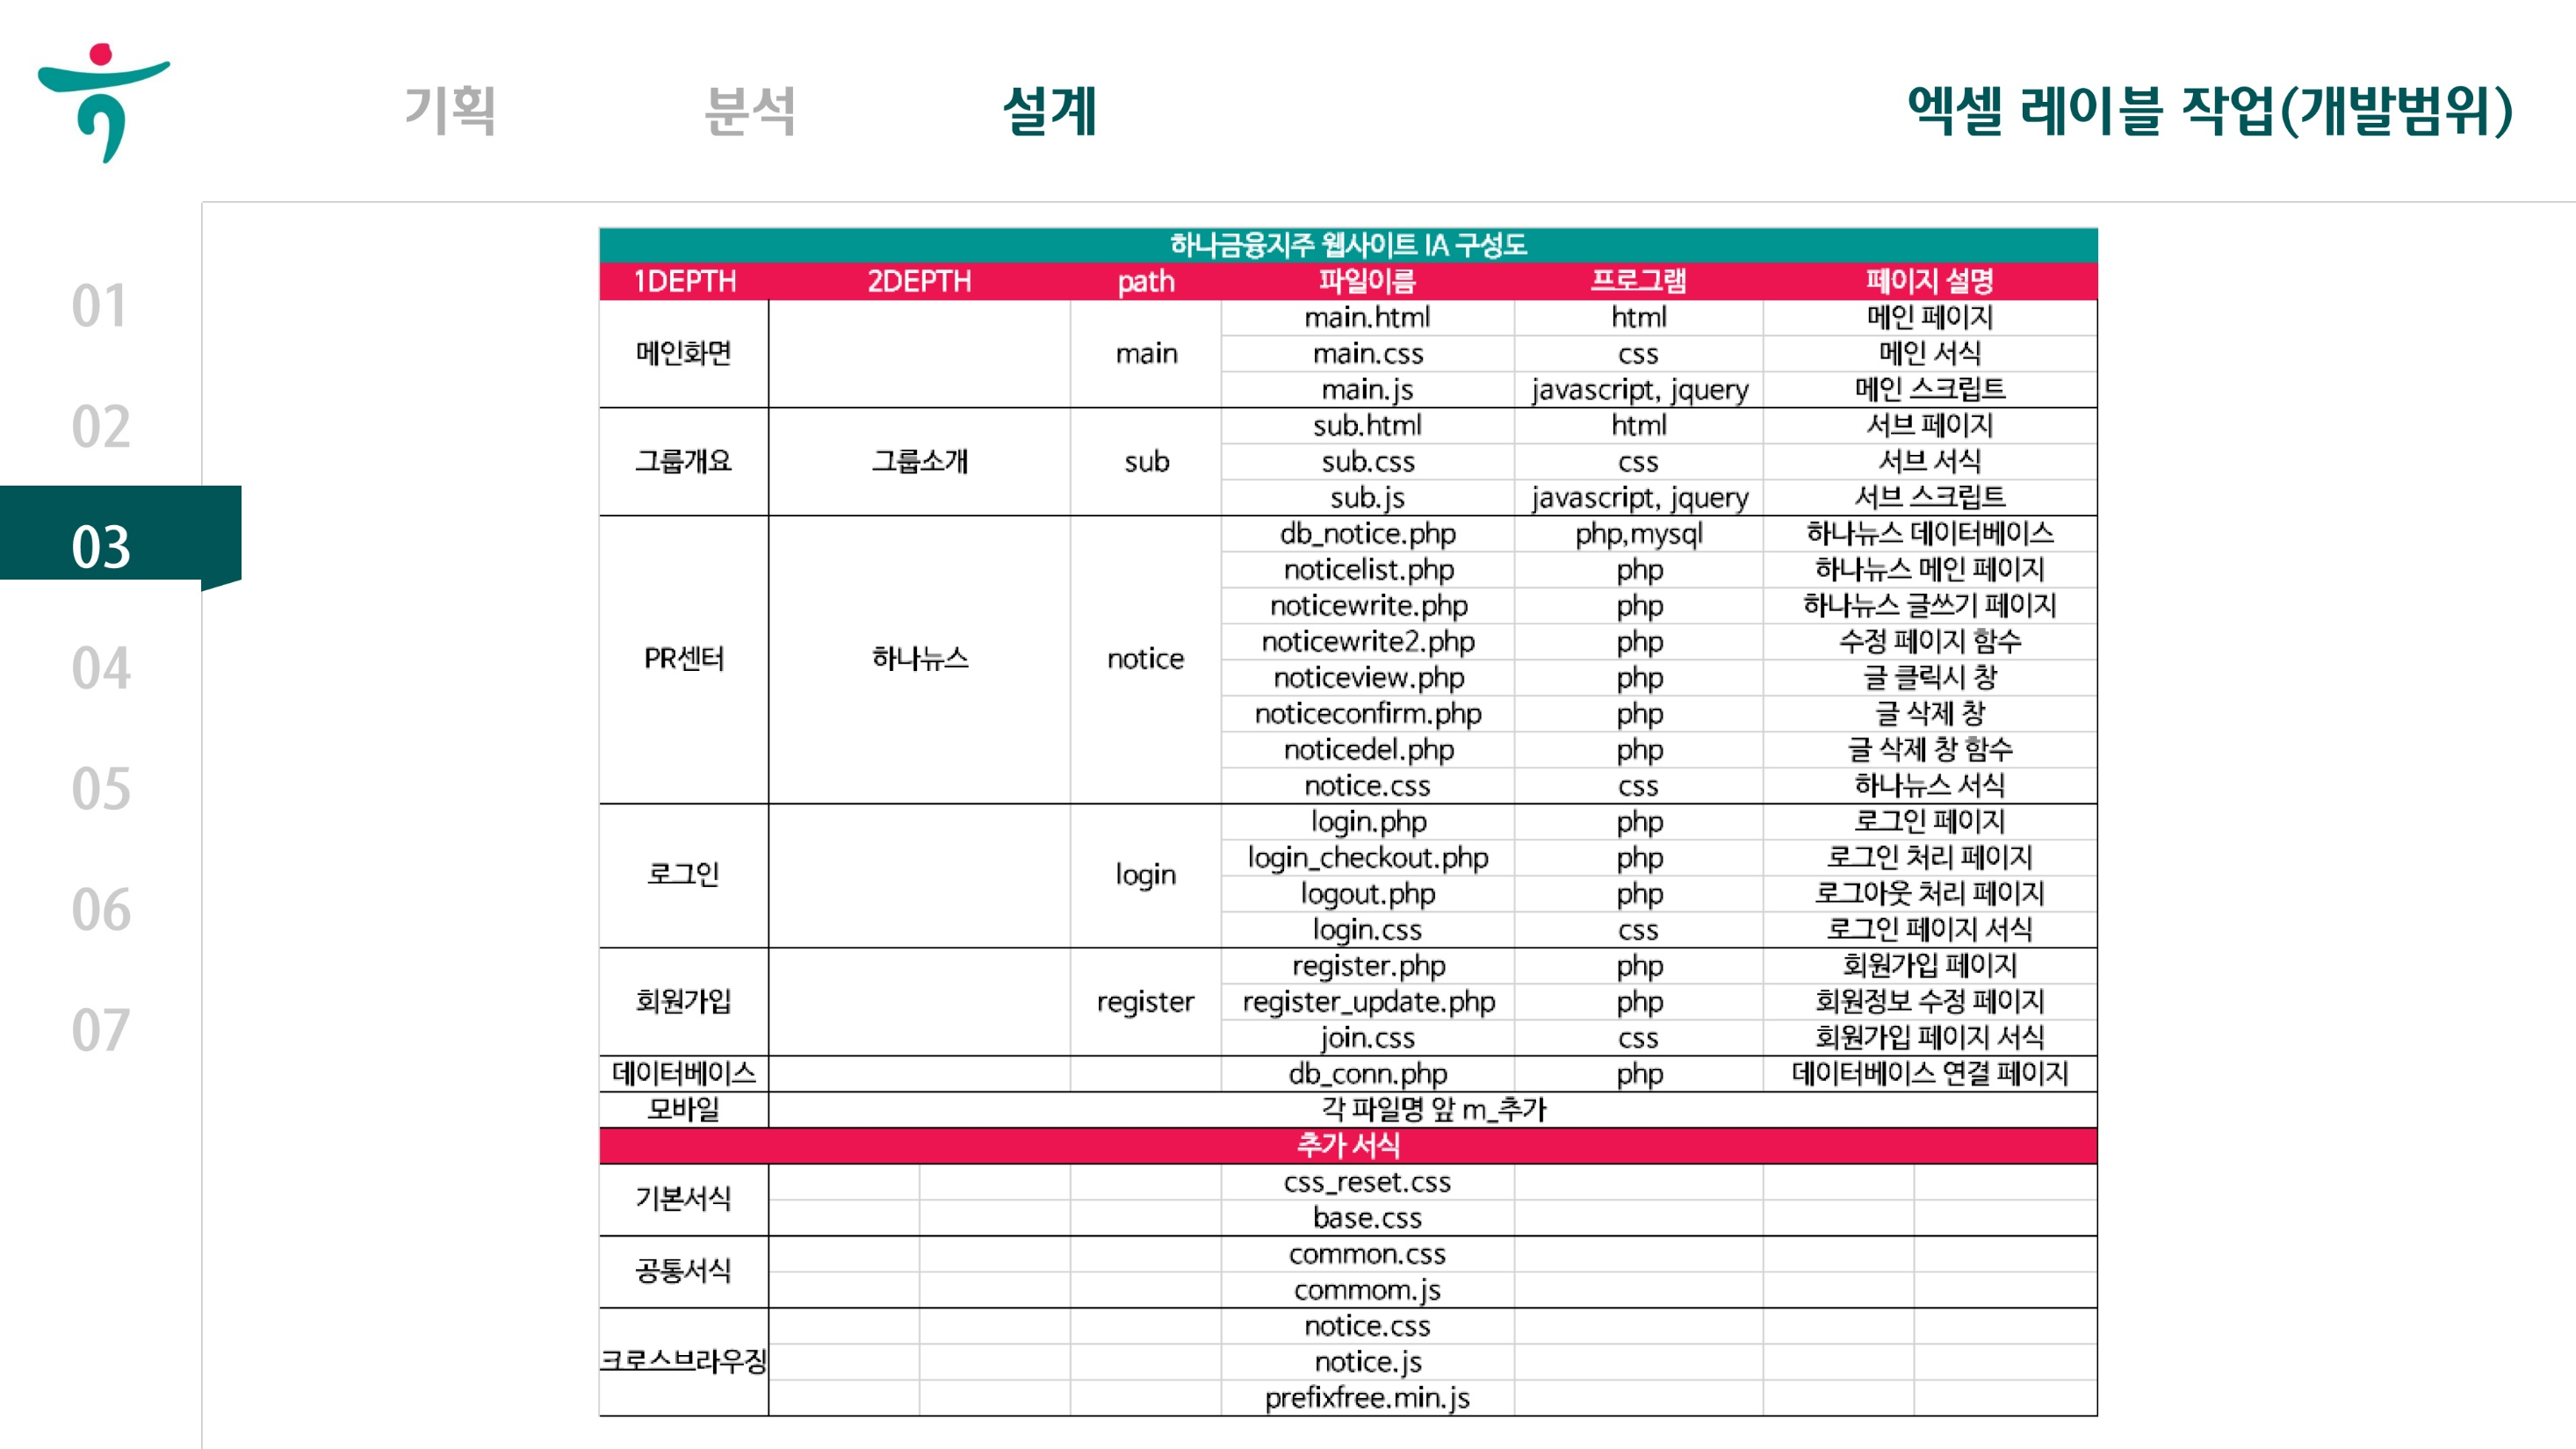 기획 분석 설계 엑셀 레이블 작업(개발범위)
01
02
03
04
05
06
07
하나금융지주 웹사이트 IA 구성도
1DEPTH 2DEPTH path 파일이름 프로그램 페이지 설명
메인화면 main main.html html 메인 페이지
main.css css 메인 서식
main.js javascript, jquery 메인 스크립트
그룹개요 그룹소개 sub sub.html html 서브 페이지
sub.css css 서브 서식
sub.js javascript, jquery 서브 스크립트
PR센터 하나뉴스 notice db_notice.php php,mysql 하나뉴스 데이터베이스
noticelist.php php 하나뉴스 메인 페이지
noticewrite.php php 하나뉴스 글쓰기 페이지
noticewrite2.php php 수정 페이지 함수
noticeview.php php 글 클릭시 창
noticeconfirm.php php 글 삭제 창
noticedel.php php 글 삭제 창 함수
notice.css css 하나뉴스 서식
로그인 login login.php php 로그인 페이지
login_checkout.php php 로그인 처리 페이지
logout.php php 로그아웃 처리 페이지
login.css css 로그인 페이지 서식
회원가입 register register.php php 회원가입 페이지
register_update.php php 회원정보 수정 페이지
join.css css 회원가입 페이지 서식
데이터베이스 db_conn.php php 데이터베이스 연결 페이지
모바일 각 파일명 앞 m_추가
추가 서식
기본서식 css_reset.css
base.css
공통서식 common.css
commom.js
크로스브라우징 notice.css
notice.js
prefixfree.min.js